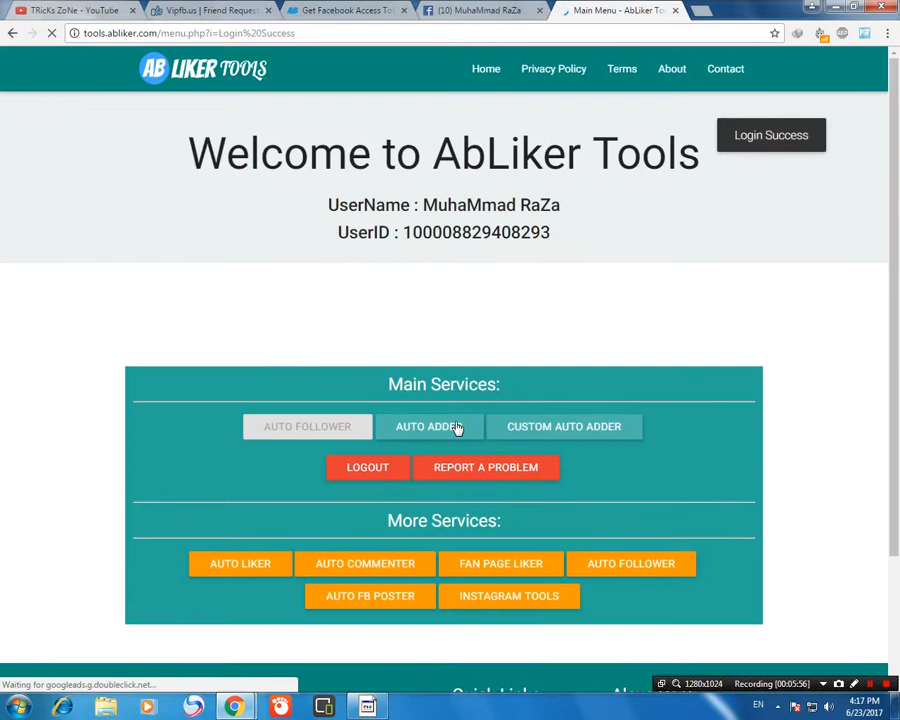 TRicKs ZoNe - YouTube
Vipfb.us | Friend Request
Get Facebook Access To
(10) MuhaMmad RaZa
Main Menu - AbLiker Too
tools.abliker.com/menu.php?i=Login%20Success
AB LIKER TOOLS
Home
Privacy Policy
Terms
About
Contact
Login Success
Welcome to AbLiker Tools
UserName : MuhaMmad RaZa
UserID : 100008829408293
Main Services:
AUTO FOLLOWER
AUTO ADDER
CUSTOM AUTO ADDER
LOGOUT
REPORT A PROBLEM
More Services:
AUTO LIKER
AUTO COMMENTER
FAN PAGE LIKER
AUTO FOLLOWER
AUTO FB POSTER
INSTAGRAM TOOLS
Waiting for googleads.g.doubleclick.net...
1280x1024
Recording [00:05:56]
EN
4:17 PM
6/23/2017